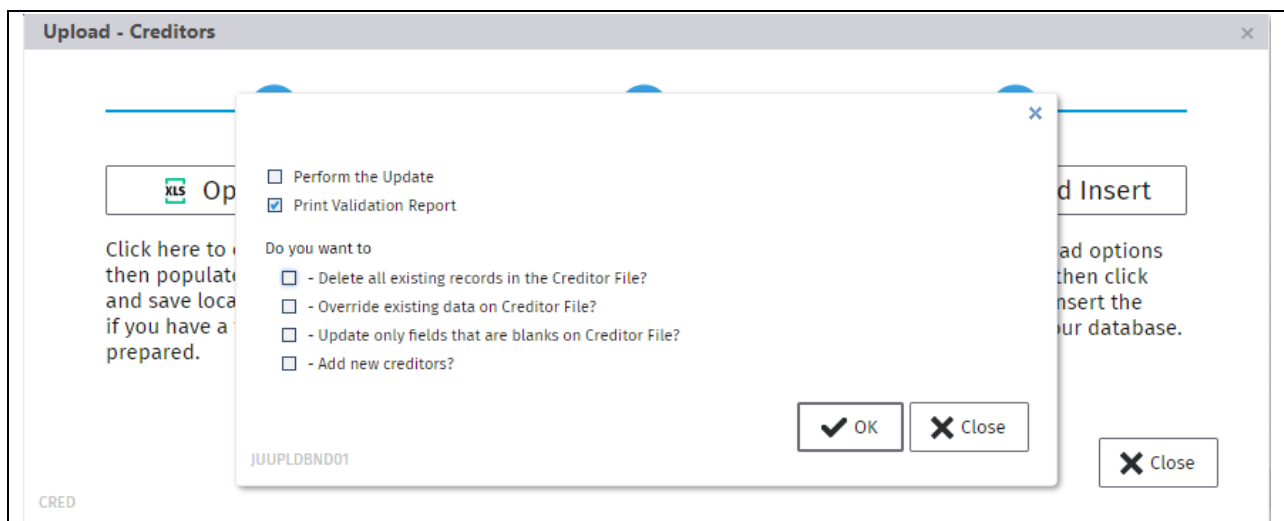 Upload - Creditors
Perform the Update
XLS Op
Print Validation Report
d Insert
Click here to
Do you want to
ad options
then populat
- Delete all existing records in the Creditor File?
then click
and save loca
- Override existing data on Creditor File?
nsert the
if you have a
- Update only fields that are blanks on Creditor File?
our database.
prepared.
- Add new creditors?
OK
Close
JUUPLDBND01
Close
CRED